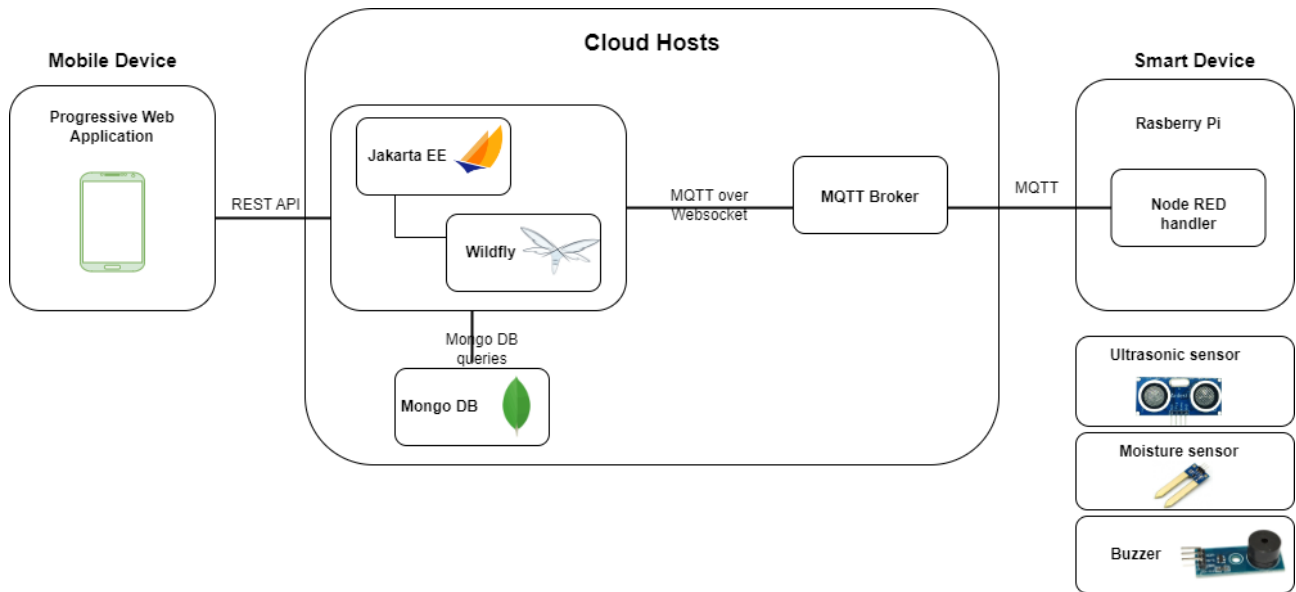 Cloud Hosts
Mobile Device
Smart Device
Progressive Web
Application
Jakarta EE
Wildfly
REST API
MQTT over
Websocket
MQTT Broker
MQTT
Rasberry Pi
Node RED
handler
Mongo DB
queries
Mongo DB
Ultrasonic sensor
Moisture sensor
Buzzer